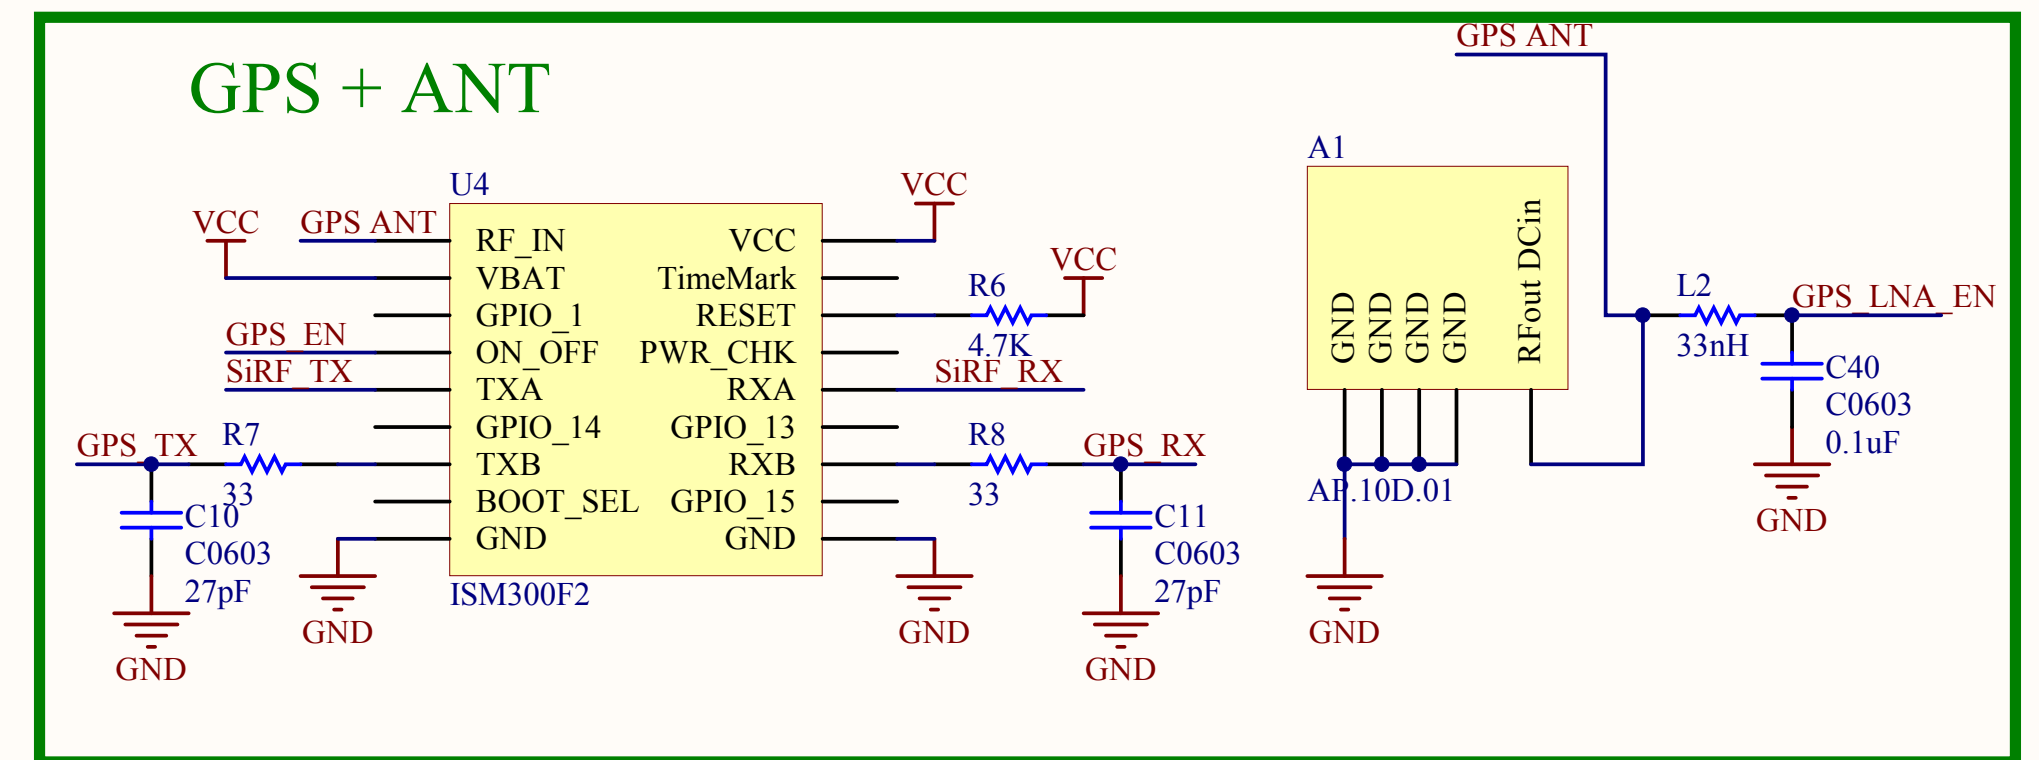 GPS ANT
GPS + ANT
A1
U4
VCC
VCC
GPS ANT
RF_IN
VCC
VBAT
TimeMark
VCC
GPIO_1
RESET
R6
4.7K
GPS_EN
ON_OFF
PWR_CHK
SiRF_TX
TXA
RXA
SiRF_RX
GPIO_14
GPIO_13
GPS_TX
R7
33
TXB
RXB
R8
33
GPS_RX
BOOT_SEL
GPIO_15
C10
C0603
27pF
GND
GND
C11
C0603
27pF
ISM300F2
GND
GND
GND
GND
GND
GND
GND
GND
RFout DCin
AP.10D.01
GND
L2
33nH
GPS_LNA_EN
C40
C0603
0.1uF
GND